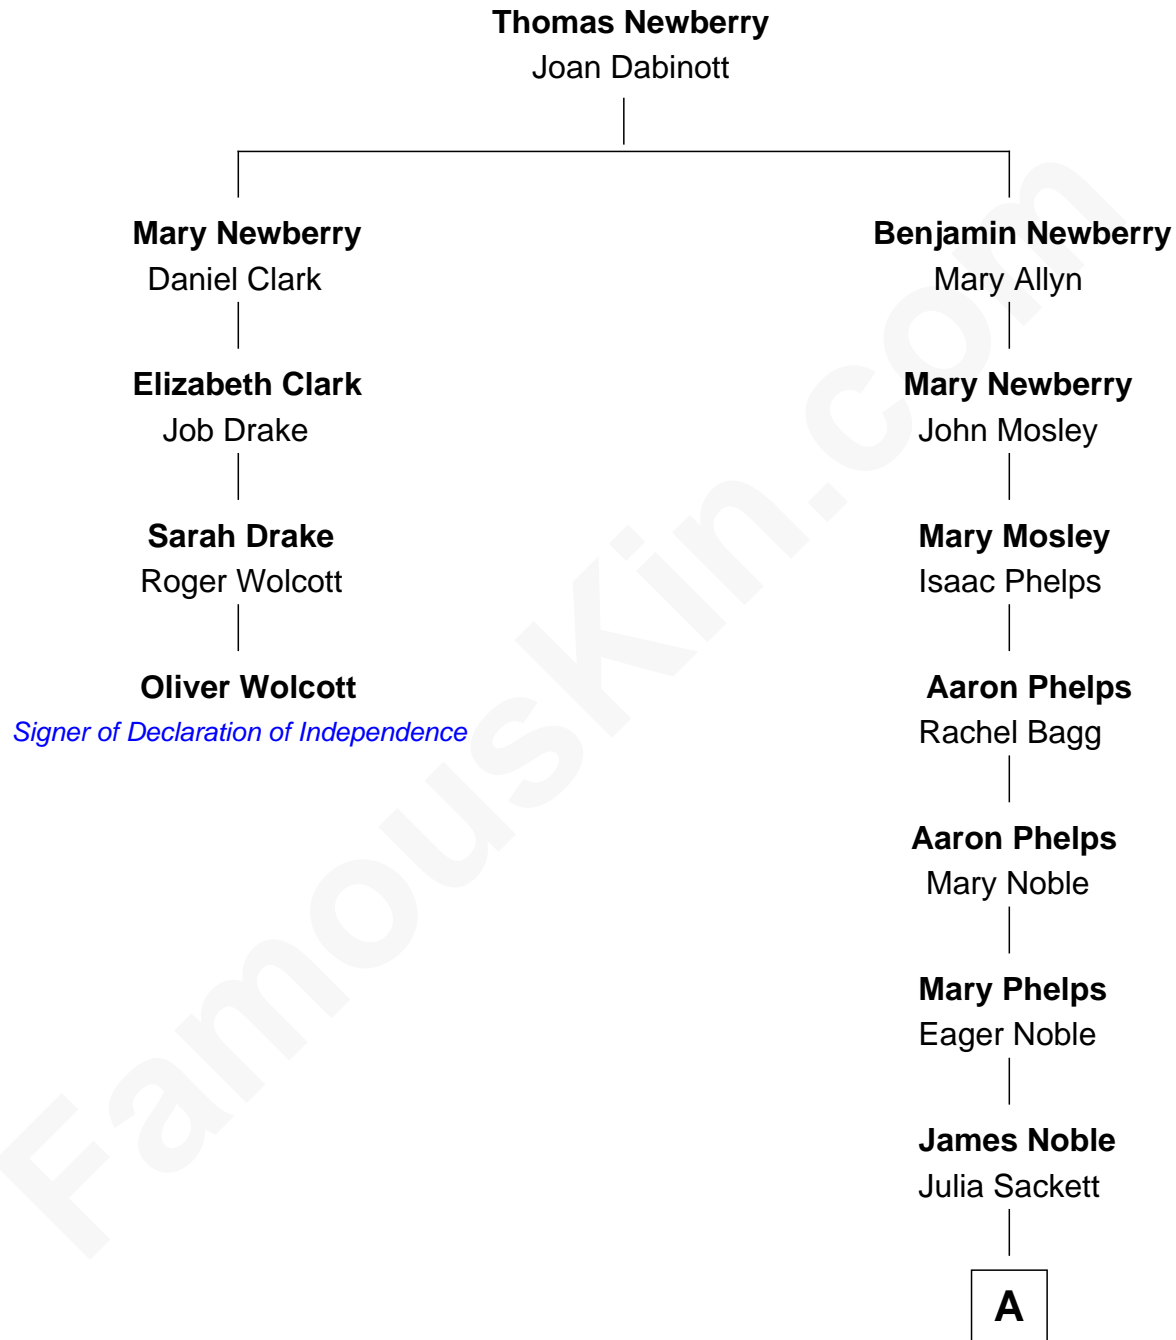 Thomas Newberry
Joan Dabinott
Mary Newberry
Daniel Clark
Elizabeth Clark
Job Drake
Sarah Drake
Roger Wolcott
Oliver Wolcott
Signer of Declaration of Independence
Benjamin Newberry
Mary Allyn
Mary Newberry
John Mosley
Mary Mosley
Isaac Phelps
Aaron Phelps
Rachel Bagg
Aaron Phelps
Mary Noble
Mary Phelps
Eager Noble
James Noble
Julia Sackett
A
FamousKin.com